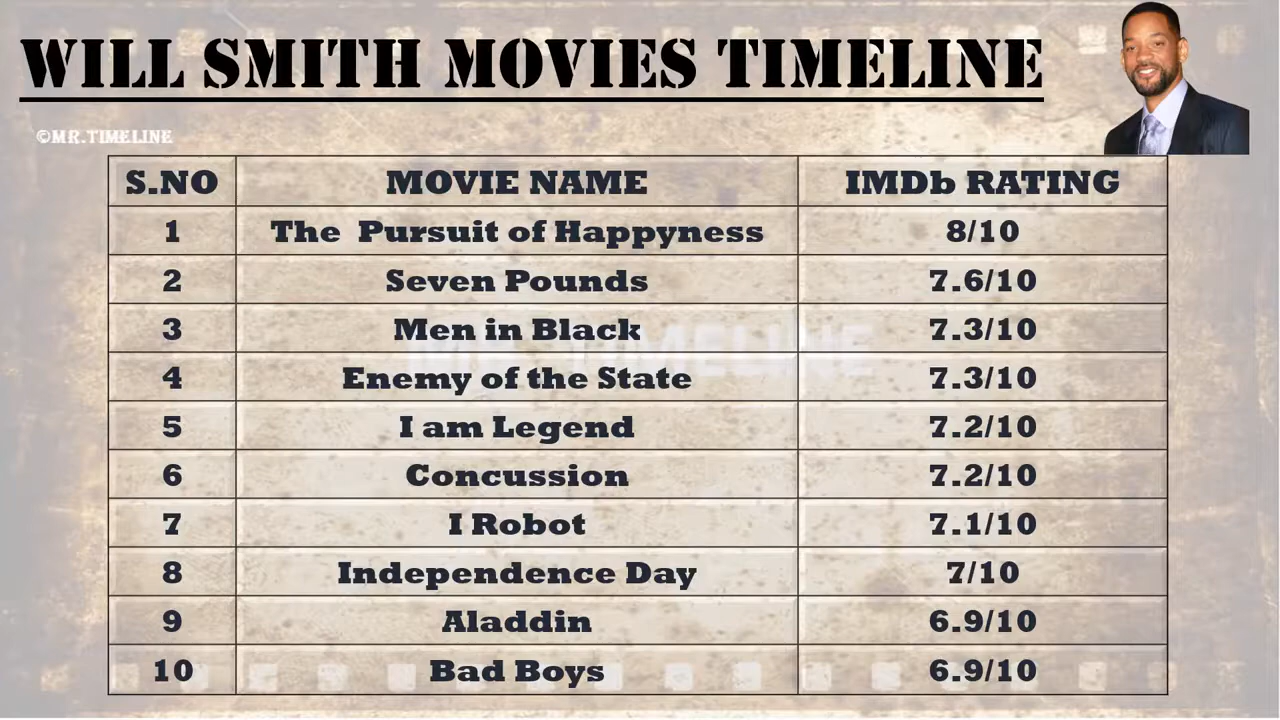 WILL SMITH MOVIES TIMELINE
©MR.TIMELINE
S.NO MOVIE NAME IMDb RATING
1 The Pursuit of Happyness 8/10
2 Seven Pounds 7.6/10
3 Men in Black 7.3/10
MR. TIMELINE
4 Enemy of the State 7.3/10
5 I am Legend 7.2/10
6 Concussion 7.2/10
7 I Robot 7.1/10
8 Independence Day 7/10
9 Aladdin 6.9/10
10 Bad Boys 6.9/10